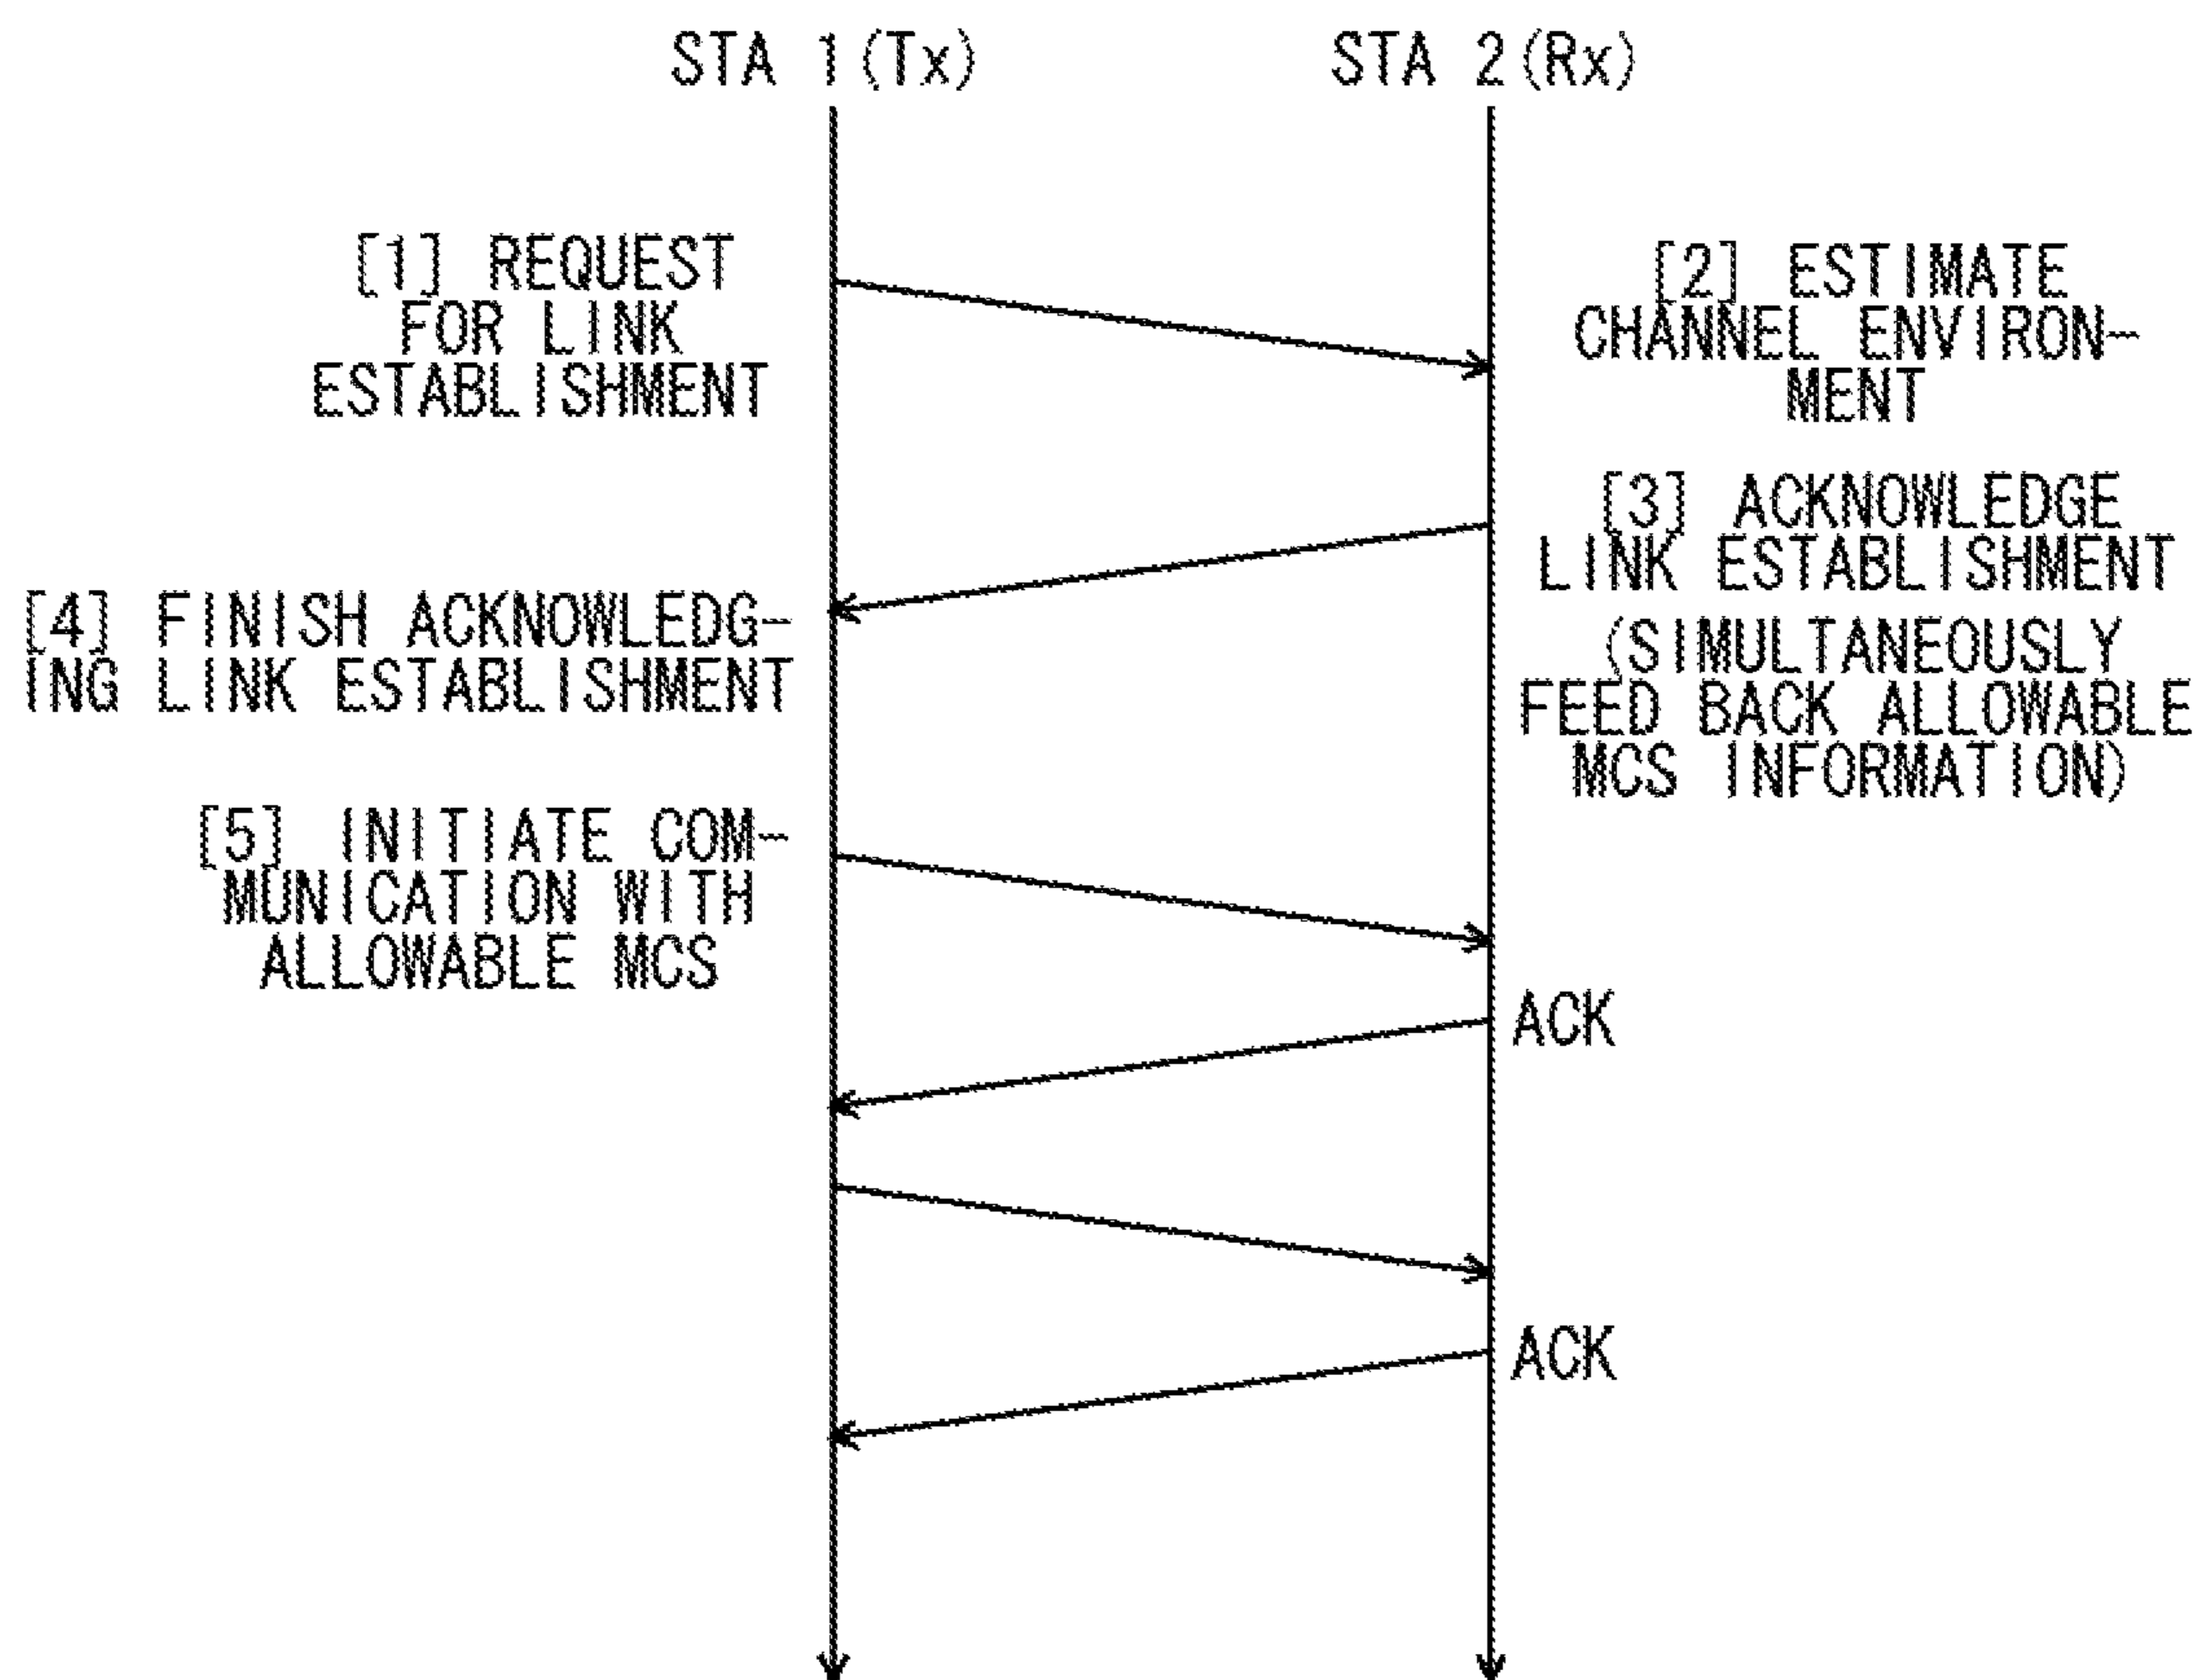 STA 1(Tx)
STA 2(Rx)
[1] REQUEST
FOR LINK
ESTABLISHMENT
[2] ESTIMATE
CHANNEL ENVIRON-
MENT
[3] ACKNOWLEDGE
LINK ESTABLISHMENT
(SIMULTANEOUSLY
FEED BACK ALLOWABLE
MCS INFORMATION)
[4] FINISH ACKNOWLEDG-
ING LINK ESTABLISHMENT
[5] INITIATE COM-
MUNICATION WITH
ALLOWABLE MCS
ACK
ACK